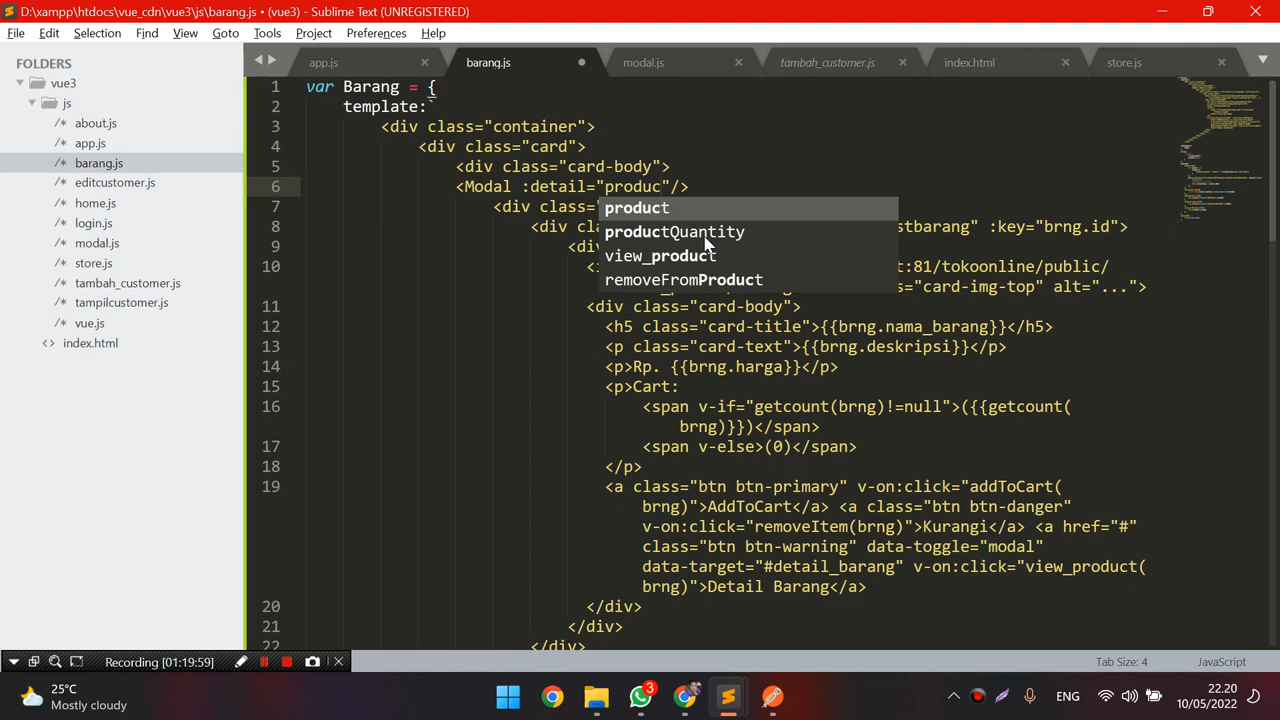 D:\xampp\htdocs\vue_cdn\vue3\js\barang.js • (vue3) - Sublime Text (UNREGISTERED)
File Edit Selection Find View Goto Tools Project Preferences Help
FOLDERS
vue3
js
/* about.js
/* app.js
/* barang.js
/* editcustomer.js
/* home.js
/* login.js
/* modal.js
/* store.js
/* tambah_customer.js
/* tampilcustomer.js
/* vue.js
<> index.html
app.js barang.js modal.js tambah_customer.js index.html store.js
1 var Barang = {
2 template:`
3 <div class="container">
4 <div class="card">
5 <div class="card-body">
6 <Modal :detail="produc"/>
product
productQuantity
view_product
removeFromProduct
7 <div class=
8 <div cla stbarang" :key="brng.id">
9 <di
10 <i t:81/tokoonline/public/
s="card-img-top" alt="...">
11 <div class="card-body">
12 <h5 class="card-title">{{brng.nama_barang}}</h5>
13 <p class="card-text">{{brng.deskripsi}}</p>
14 <p>Rp. {{brng.harga}}</p>
15 <p>Cart:
16 <span v-if="getcount(brng)!=null">({{getcount(
brng)}})</span>
17 <span v-else>(0)</span>
18 </p>
19 <a class="btn btn-primary" v-on:click="addToCart(
brng)">AddToCart</a> <a class="btn btn-danger"
v-on:click="removeItem(brng)">Kurangi</a> <a href="#"
class="btn btn-warning" data-toggle="modal"
data-target="#detail_barang" v-on:click="view_product(
brng)">Detail Barang</a>
20 </div>
21 </div>
22 </div>
Recording [01:19:59]
Tab Size: 4 JavaScript
25°C
Mostly cloudy
3
ENG
22.20
10/05/2022